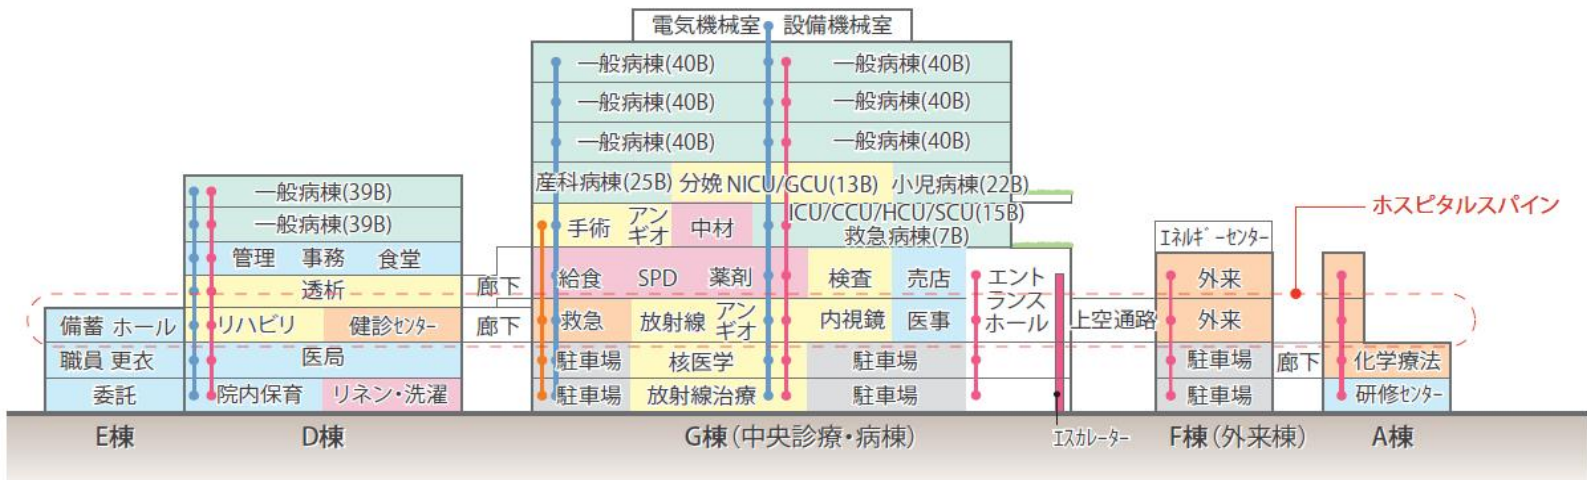 電気機械室 設備機械室
一般病棟(40B) 一般病棟(40B)
一般病棟(40B) 一般病棟(40B)
一般病棟(40B) 一般病棟(40B)
一般病棟(39B)
産科病棟(25B) 分娩 NICU/GCU(13B) 小児病棟(22B)
一般病棟(39B)
手術 アン
ギオ 中材 ICU/CCU/HCU/SCU(15B)
救急病棟(7B)
ホスピタルスパイン
エネルギーセンター
管理 事務 食堂
透析 廊下 給食 SPD 薬剤 検査 売店 エント
ランス
ホール 外来 外来
備蓄 ホール リハビリ 健診センター 廊下 救急 放射線 アン
ギオ 内視鏡 医事 上空通路
職員 更衣 医局 駐車場 核医学 駐車場 駐車場 廊下 化学療法
委託 院内保育 リネン・洗濯 駐車場 放射線治療 駐車場 駐車場 研修センター
E棟 D棟 G棟(中央診療・病棟) エスカレーター F棟(外来棟) A棟